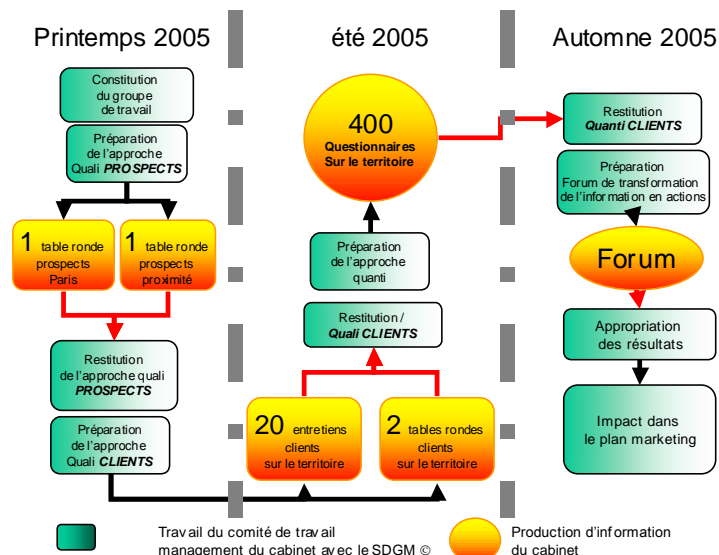 Printemps 2005
Constitution
du groupe
de travail
Préparation
de l'approche
Quali PROSPECTS
1 table ronde
prospects
Paris
1 table ronde
prospects
proximité
Restitution
de l'approche quali
PROSPECTS
Préparation
de l'approche
Quali CLIENTS
été 2005
400
Questionnaires
Sur le territoire
Préparation
de l'approche
quanti
Restitution /
Quali CLIENTS
20 entretiens
clients
sur le territoire
2 tables rondes
clients
sur le territoire
Automne 2005
Restitution
Quanti CLIENTS
Préparation
Forum de transformation
de l'information en actions
Forum
Appropriation
des résultats
Impact dans
le plan marketing
Travail du comité de travail
management du cabinet avec le SDGM ©
Production d'information
du cabinet